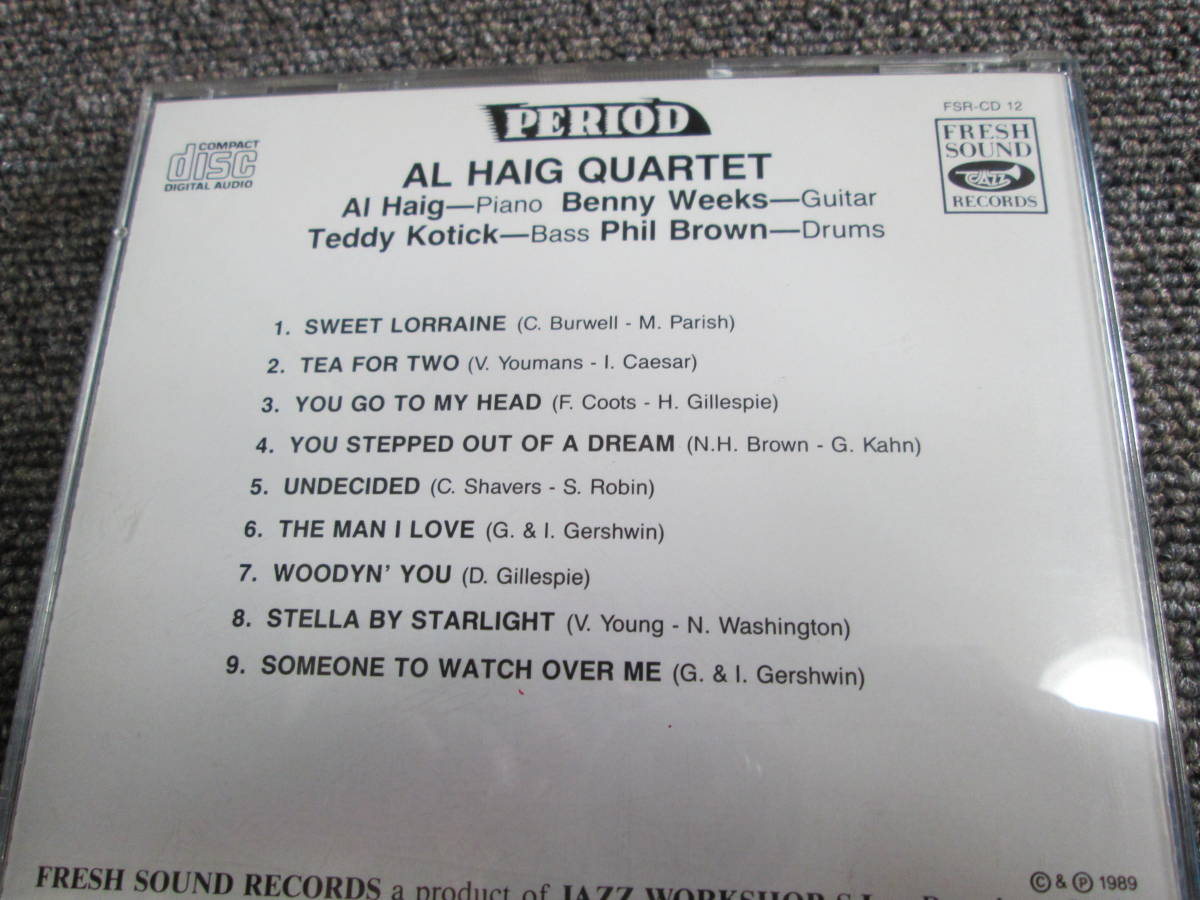 PERIOD
FSR-CD 12
COMPACT
disc
DIGITAL AUDIO
FRESH
SOUND
JAZZ
RECORDS
AL HAIG QUARTET
Al Haig—Piano Benny Weeks—Guitar
Teddy Kotick—Bass Phil Brown—Drums
1. SWEET LORRAINE (C. Burwell - M. Parish)
2. TEA FOR TWO (V. Youmans - I. Caesar)
3. YOU GO TO MY HEAD (F. Coots - H. Gillespie)
4. YOU STEPPED OUT OF A DREAM (N.H. Brown - G. Kahn)
5. UNDECIDED (C. Shavers - S. Robin)
6. THE MAN I LOVE (G. & I. Gershwin)
7. WOODYN' YOU (D. Gillespie)
8. STELLA BY STARLIGHT (V. Young - N. Washington)
9. SOMEONE TO WATCH OVER ME (G. & I. Gershwin)
FRESH SOUND RECORDS a product of JAZZ WORKSHOP
© & ℗ 1989